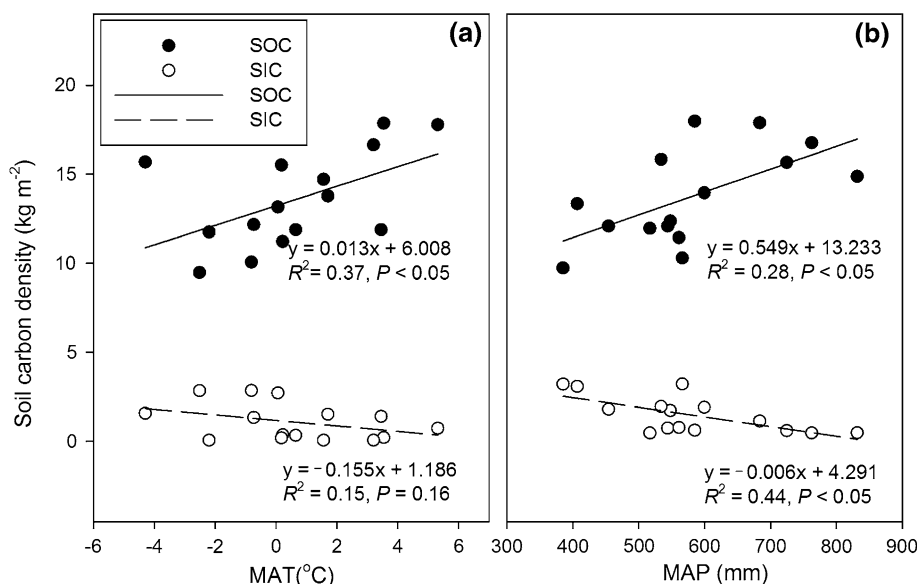 (a)
SOC
SIC
SOC
SIC
y = 0.013x + 6.008
R² = 0.37, P < 0.05
y = −0.155x + 1.186
R² = 0.15, P = 0.16
Soil carbon density (kg m⁻²)
20
15
10
5
0
-6 -4 -2 0 2 4 6
MAT(°C)
(b)
y = 0.549x + 13.233
R² = 0.28, P < 0.05
y = −0.006x + 4.291
R² = 0.44, P < 0.05
300 400 500 600 700 800 900
MAP (mm)